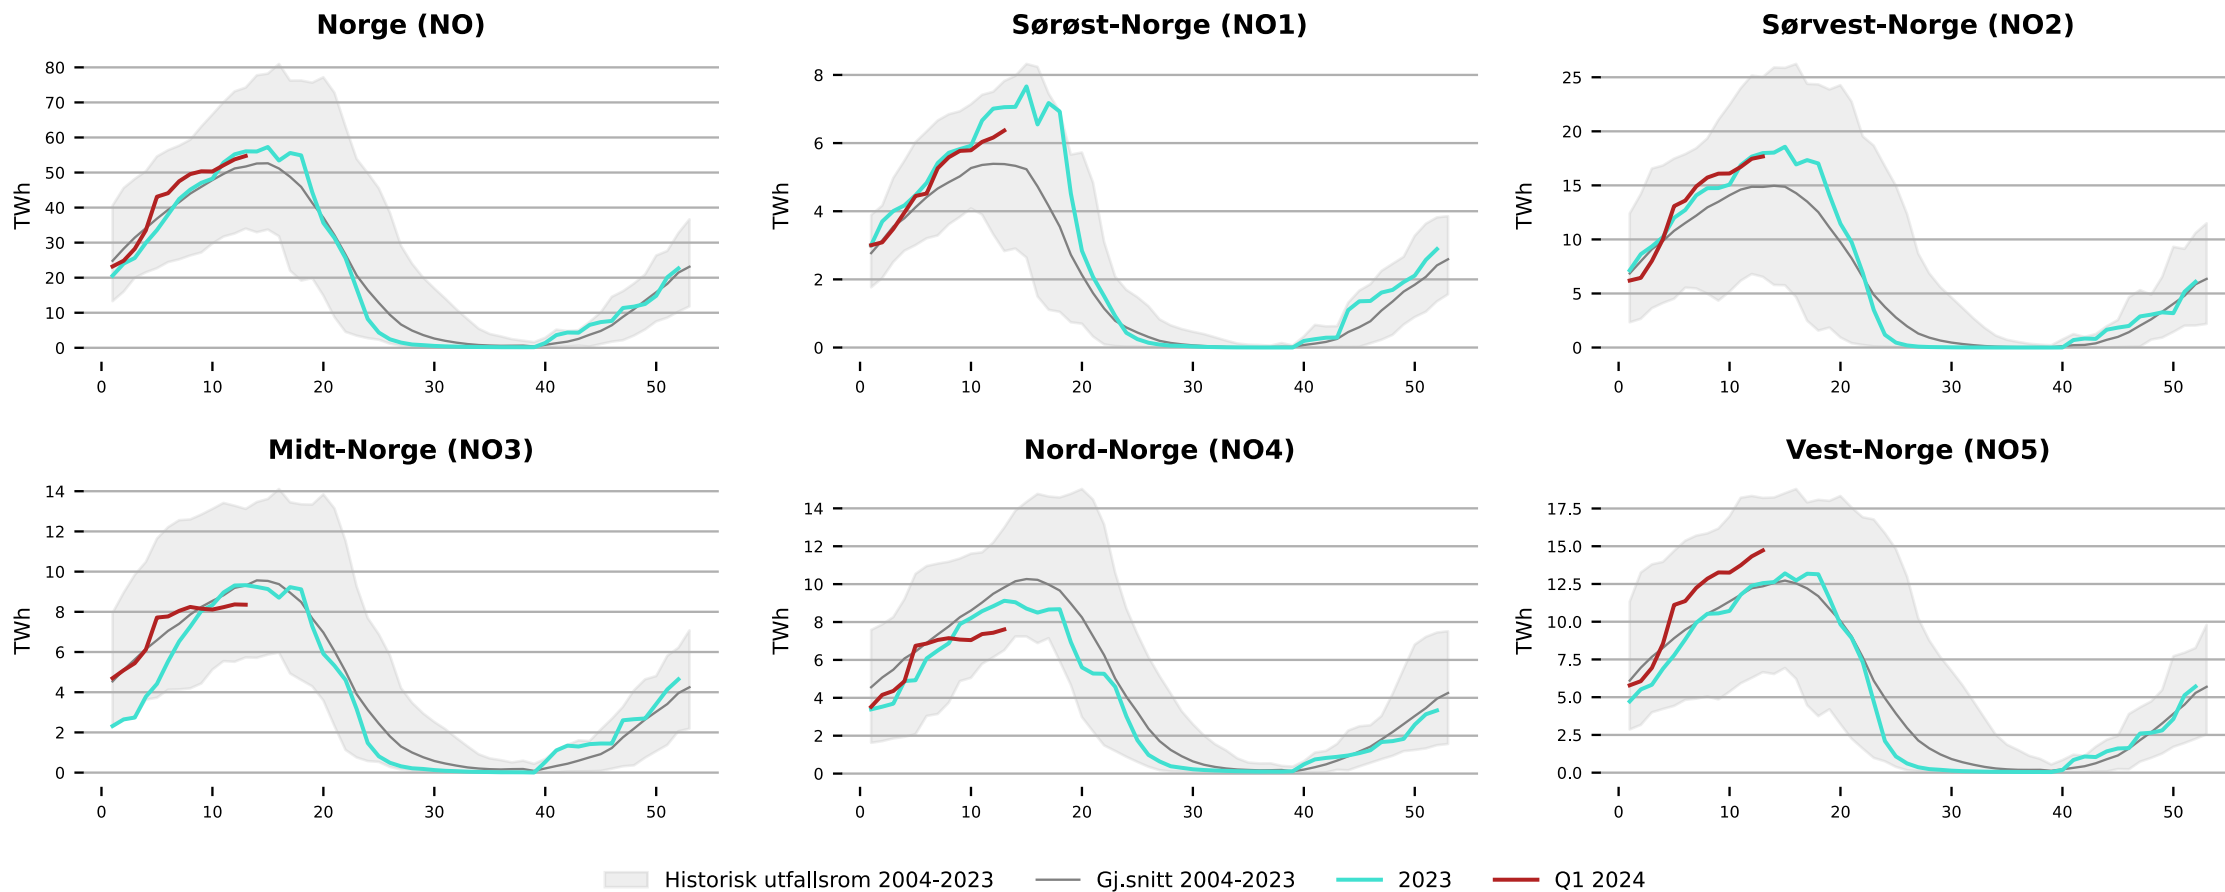 Norge (NO)
Sørøst-Norge (NO1)
Sørvest-Norge (NO2)
TWh
80
70
60
50
40
30
20
10
0
0 10 20 30 40 50
8
6
4
2
0
0 10 20 30 40 50
TWh
25
20
15
10
5
0
0 10 20 30 40 50
TWh
Midt-Norge (NO3)
Nord-Norge (NO4)
Vest-Norge (NO5)
TWh
14
12
10
8
6
4
2
0
0 10 20 30 40 50
TWh
14
12
10
8
6
4
2
0
0 10 20 30 40 50
TWh
17.5
15.0
12.5
10.0
7.5
5.0
2.5
0.0
0 10 20 30 40 50
Historisk utfallsrom 2004-2023 Gj.snitt 2004-2023 2023 Q1 2024